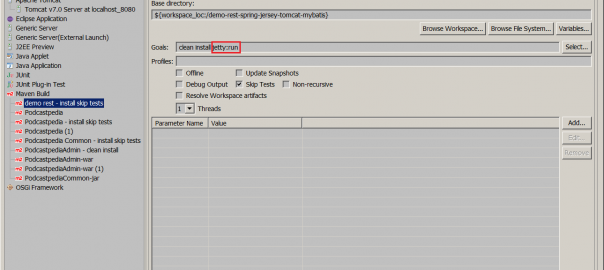 Apache Tomcat
Tomcat v7.0 Server at localhost_8080
Eclipse Application
Generic Server
Generic Server(External Launch)
J2EE Preview
Java Applet
Java Application
JUnit
JUnit Plug-in Test
Maven Build
demo rest - install skip tests
Podcastpedia
Podcastpedia - install skip tests
Podcastpedia (1)
Podcastpedia Common - install skip tests
PodcastpediaAdmin - clean install
PodcastpediaAdmin-war
PodcastpediaAdmin-war (1)
PodcastpediaCommon-jar
OSGi Framework
Base directory:
${workspace_loc:/demo-rest-spring-jersey-tomcat-mybatis}
Browse Workspace... Browse File System... Variables...
Goals: clean install jetty:run Select...
Profiles:
Offline Update Snapshots
Debug Output Skip Tests Non-recursive
Resolve Workspace artifacts
1 Threads
Parameter Name Value Add...
Edit...
Remove